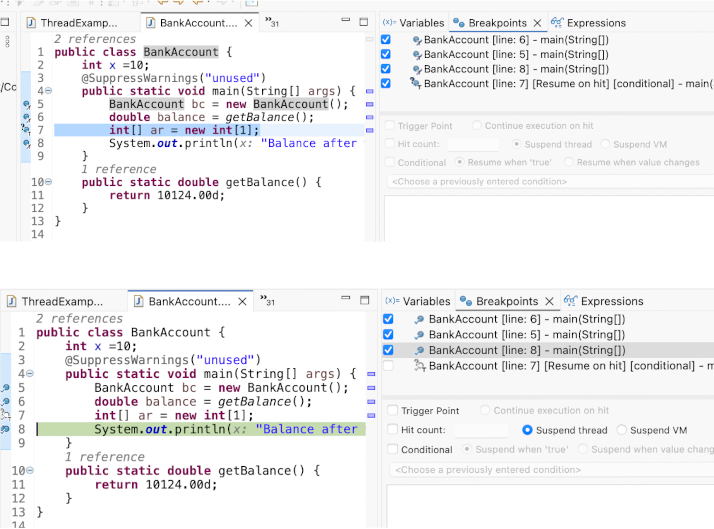 ThreadExamp... BankAccount.... »31
2 references
1 public class BankAccount {
2 int x =10;
3 @SuppressWarnings("unused")
4 public static void main(String[] args) {
5 BankAccount bc = new BankAccount();
6 double balance = getBalance();
7 int[] ar = new int[1];
8 System.out.println(x: "Balance after
9 }
1 reference
10 public static double getBalance() {
11 return 10124.00d;
12 }
13 }
14
/Co
(x)= Variables Breakpoints Expressions
BankAccount [line: 6] - main(String[])
BankAccount [line: 5] - main(String[])
BankAccount [line: 8] - main(String[])
BankAccount [line: 7] [Resume on hit] [conditional] - main(
Trigger Point Continue execution on hit
Hit count: Suspend thread Suspend VM
Conditional Resume when 'true' Resume when value changes
<Choose a previously entered condition>
ThreadExamp... BankAccount.... »31
2 references
1 public class BankAccount {
2 int x =10;
3 @SuppressWarnings("unused")
4 public static void main(String[] args) {
5 BankAccount bc = new BankAccount();
6 double balance = getBalance();
7 int[] ar = new int[1];
8 System.out.println(x: "Balance after
9 }
1 reference
10 public static double getBalance() {
11 return 10124.00d;
12 }
13 }
14
(x)= Variables Breakpoints Expressions
BankAccount [line: 6] - main(String[])
BankAccount [line: 5] - main(String[])
BankAccount [line: 8] - main(String[])
BankAccount [line: 7] [Resume on hit] [conditional] - m
Trigger Point Continue execution on hit
Hit count: Suspend thread Suspend VM
Conditional Suspend when 'true' Suspend when value chang
<Choose a previously entered condition>